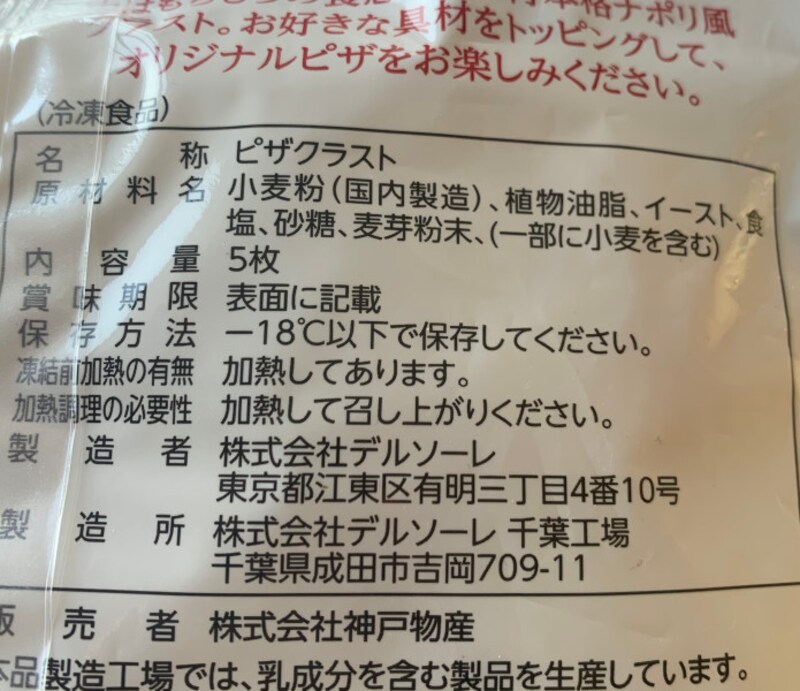 本格ナポリ風
クラスト。お好きな具材をトッピングして、
オリジナルピザをお楽しみください。
(冷凍食品)
名称 ピザクラスト
原材料名 小麦粉(国内製造)、植物油脂、イースト、食
塩、砂糖、麦芽粉末、(一部に小麦を含む)
内容量 5枚
賞味期限 表面に記載
保存方法 －18℃以下で保存してください。
凍結前加熱の有無 加熱してあります。
加熱調理の必要性 加熱して召し上がりください。
製造者 株式会社デルソーレ
東京都江東区有明三丁目4番10号
製造所 株式会社デルソーレ 千葉工場
千葉県成田市吉岡709-11
販売者 株式会社神戸物産
本品製造工場では、乳成分を含む製品を生産しています。